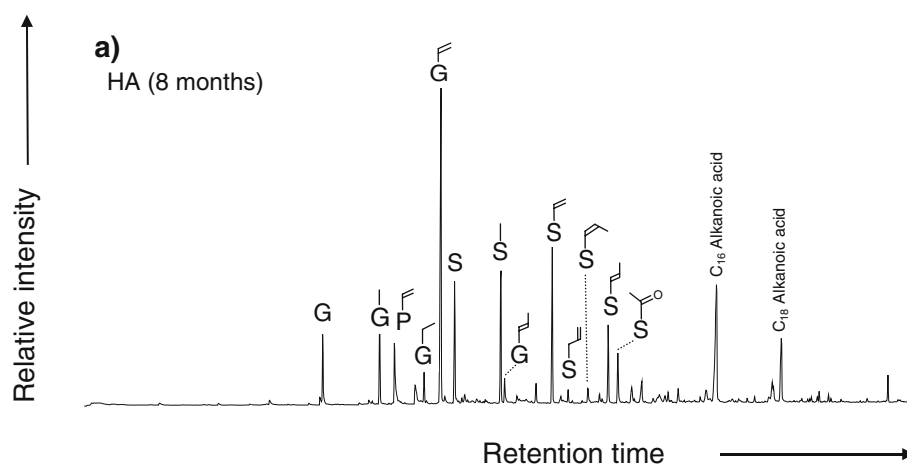 a)
HA (8 months)
G
G
P
G
G
S
S
G
S
S
S
S
S
O
C16 Alkanoic acid
C18 Alkanoic acid
Relative intensity
Retention time